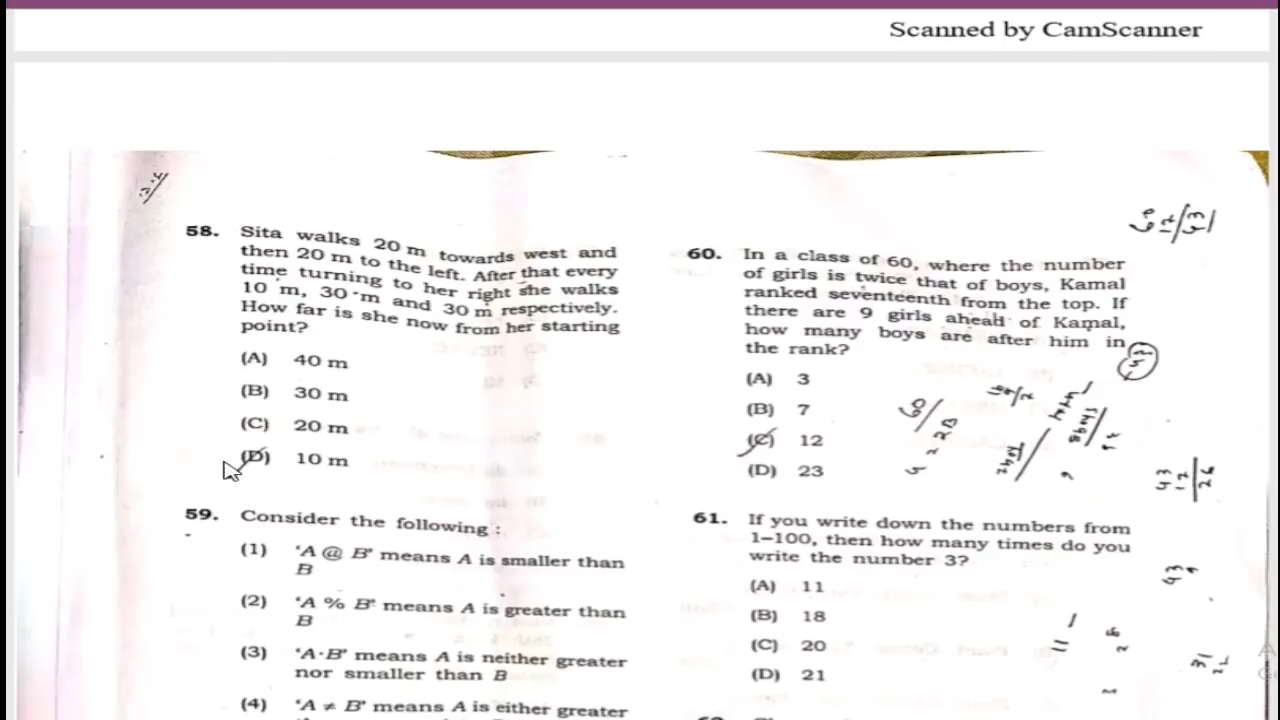 Scanned by CamScanner
58. Sita walks 20 m towards west and
then 20 m to the left. After that every
time turning to her right she walks
10 m, 30 m and 30 m respectively.
How far is she now from her starting
point?
(A) 40 m
(B) 30 m
(C) 20 m
(D) 10 m
59. Consider the following :
(1) ‘A @ B’ means A is smaller than
B
(2) ‘A % B’ means A is greater than
B
(3) ‘A·B’ means A is neither greater
nor smaller than B
(4) ‘A ≠ B’ means A is either greater
60. In a class of 60, where the number
of girls is twice that of boys, Kamal
ranked seventeenth from the top. If
there are 9 girls ahead of Kamal,
how many boys are after him in
the rank?
(A) 3
(B) 7
(C) 12
(D) 23
61. If you write down the numbers from
1–100, then how many times do you
write the number 3?
(A) 11
(B) 18
(C) 20
(D) 21
60
43
17
26
43